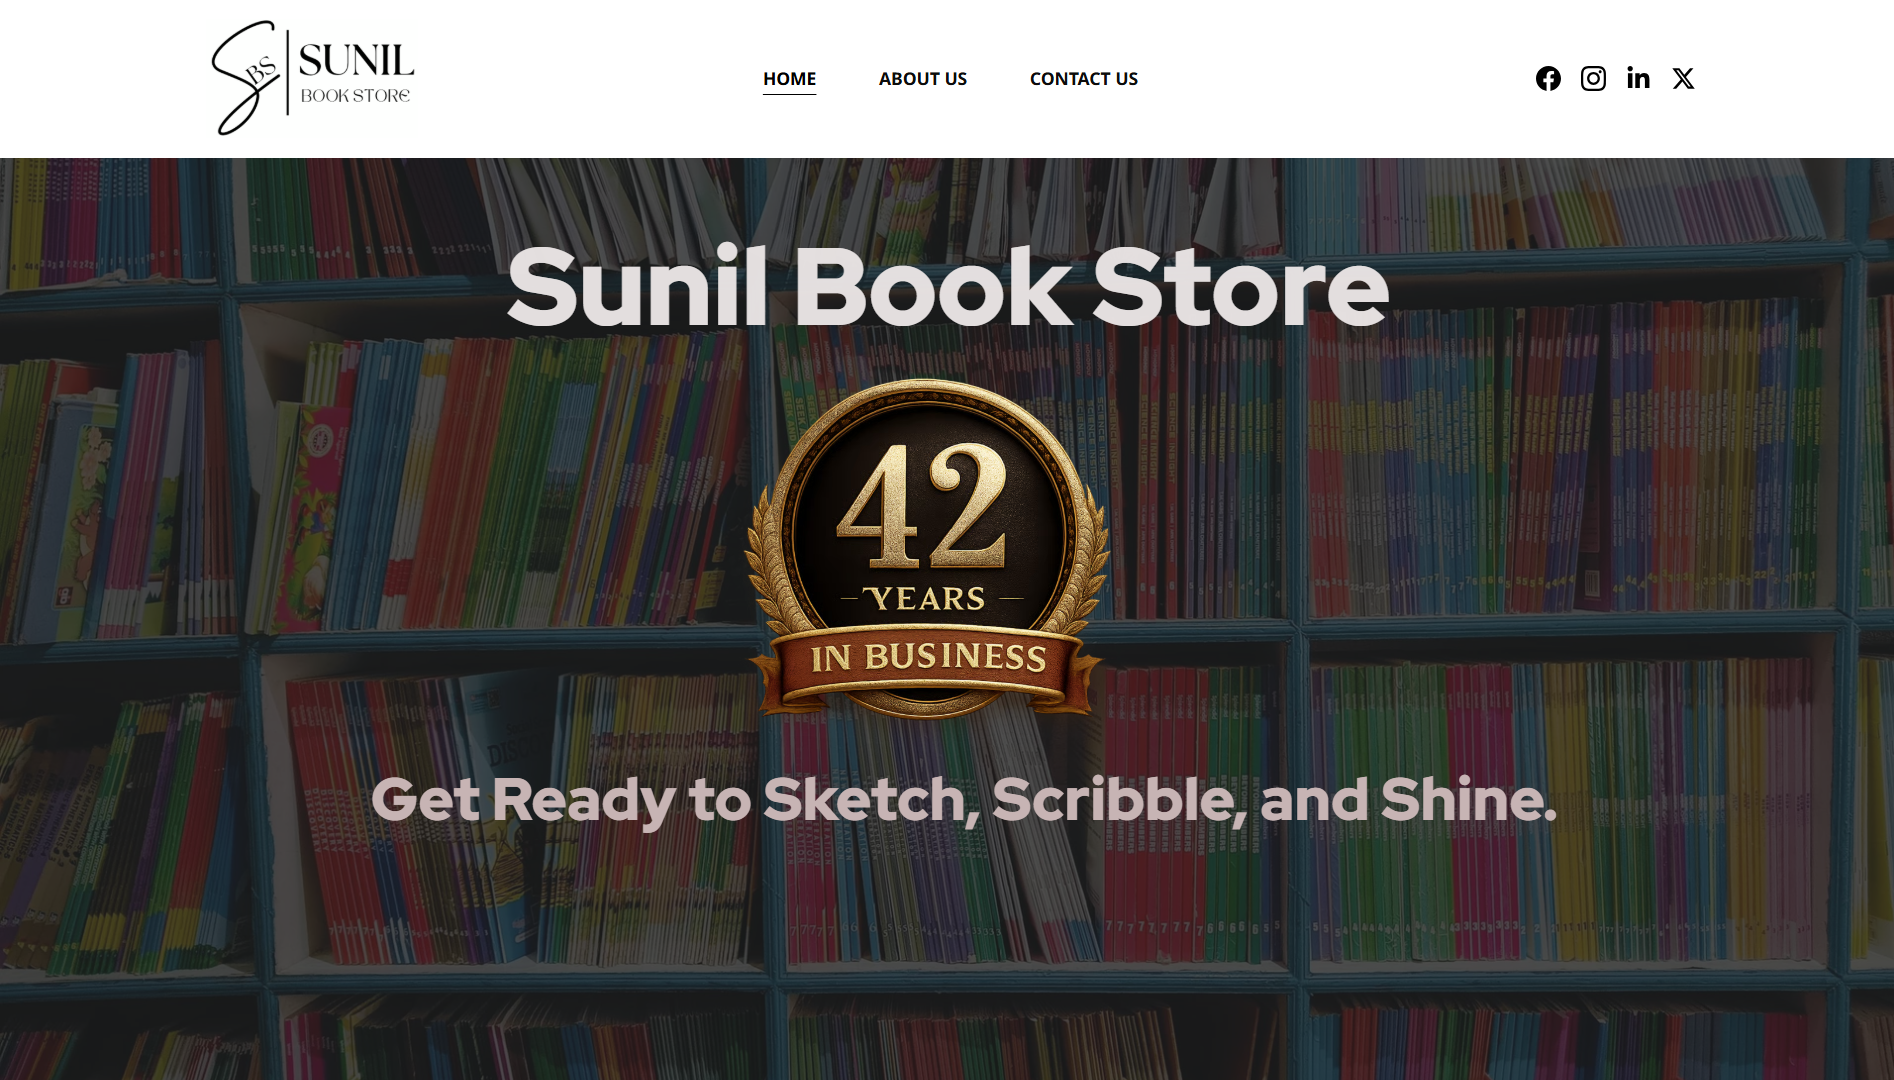 SBS
SUNIL
BOOK STORE
HOME
ABOUT US
CONTACT US
Sunil Book Store
42
YEARS
IN BUSINESS
Get Ready to Sketch, Scribble, and Shine.